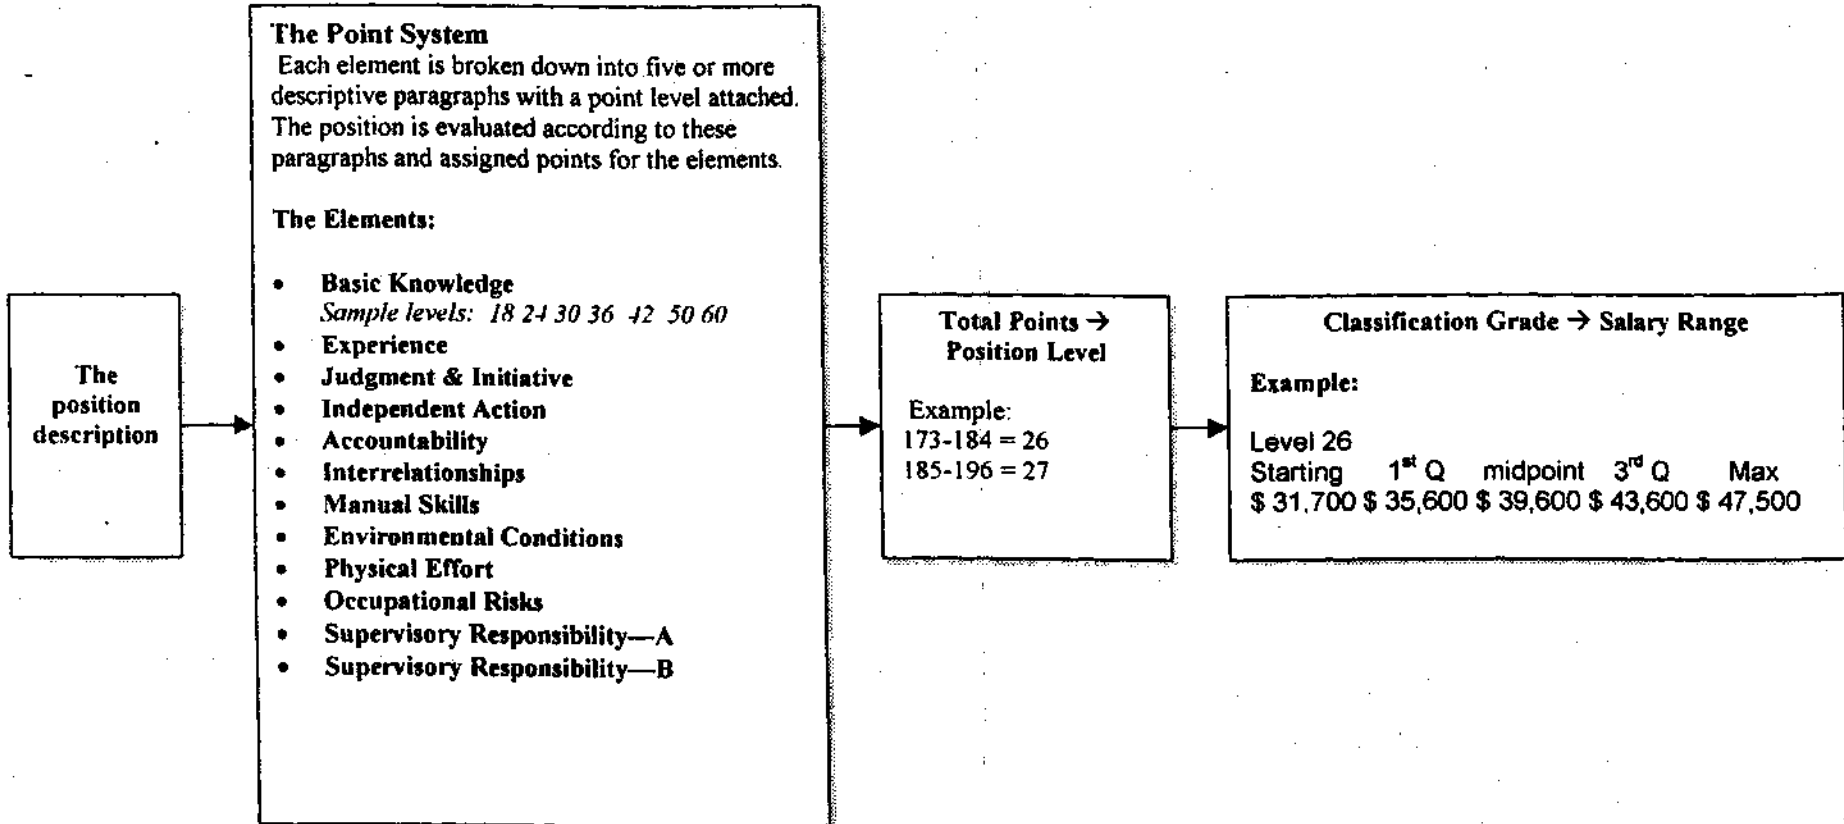 The
position
description
The Point System
Each element is broken down into five or more
descriptive paragraphs with a point level attached.
The position is evaluated according to these
paragraphs and assigned points for the elements.
The Elements:
• Basic Knowledge
Sample levels: 18 24 30 36 42 50 60
• Experience
• Judgment & Initiative
• Independent Action
• Accountability
• Interrelationships
• Manual Skills
• Environmental Conditions
• Physical Effort
• Occupational Risks
• Supervisory Responsibility—A
• Supervisory Responsibility—B
Total Points →
Position Level
Example:
173-184 = 26
185-196 = 27
Classification Grade → Salary Range
Example:
Level 26
Starting 1st Q midpoint 3rd Q Max
$ 31,700 $ 35,600 $ 39,600 $ 43,600 $ 47,500